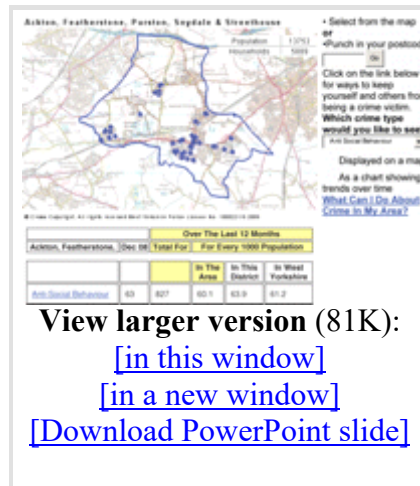 Ackton, Featherstone, Purston, Snydale & Streethouse
Population 13753
Households 5889
• Select from the map
or
•Punch in your postcode
Go
Click on the link below
for ways to keep
yourself and others fro
being a crime victim.
Which crime type
would you like to see
Anti Social Behaviour
Displayed on a ma
As a chart showing
trends over time
What Can I Do About
Crime In My Area?
Over The Last 12 Months
Ackton, Featherstone, Dec 08 Total For For Every 1000 Population
In The Area In This District In West Yorkshire
Anti Social Behaviour 63 827 60.1 63.9 61.2
View larger version (81K):
[in this window]
[in a new window]
[Download PowerPoint slide]